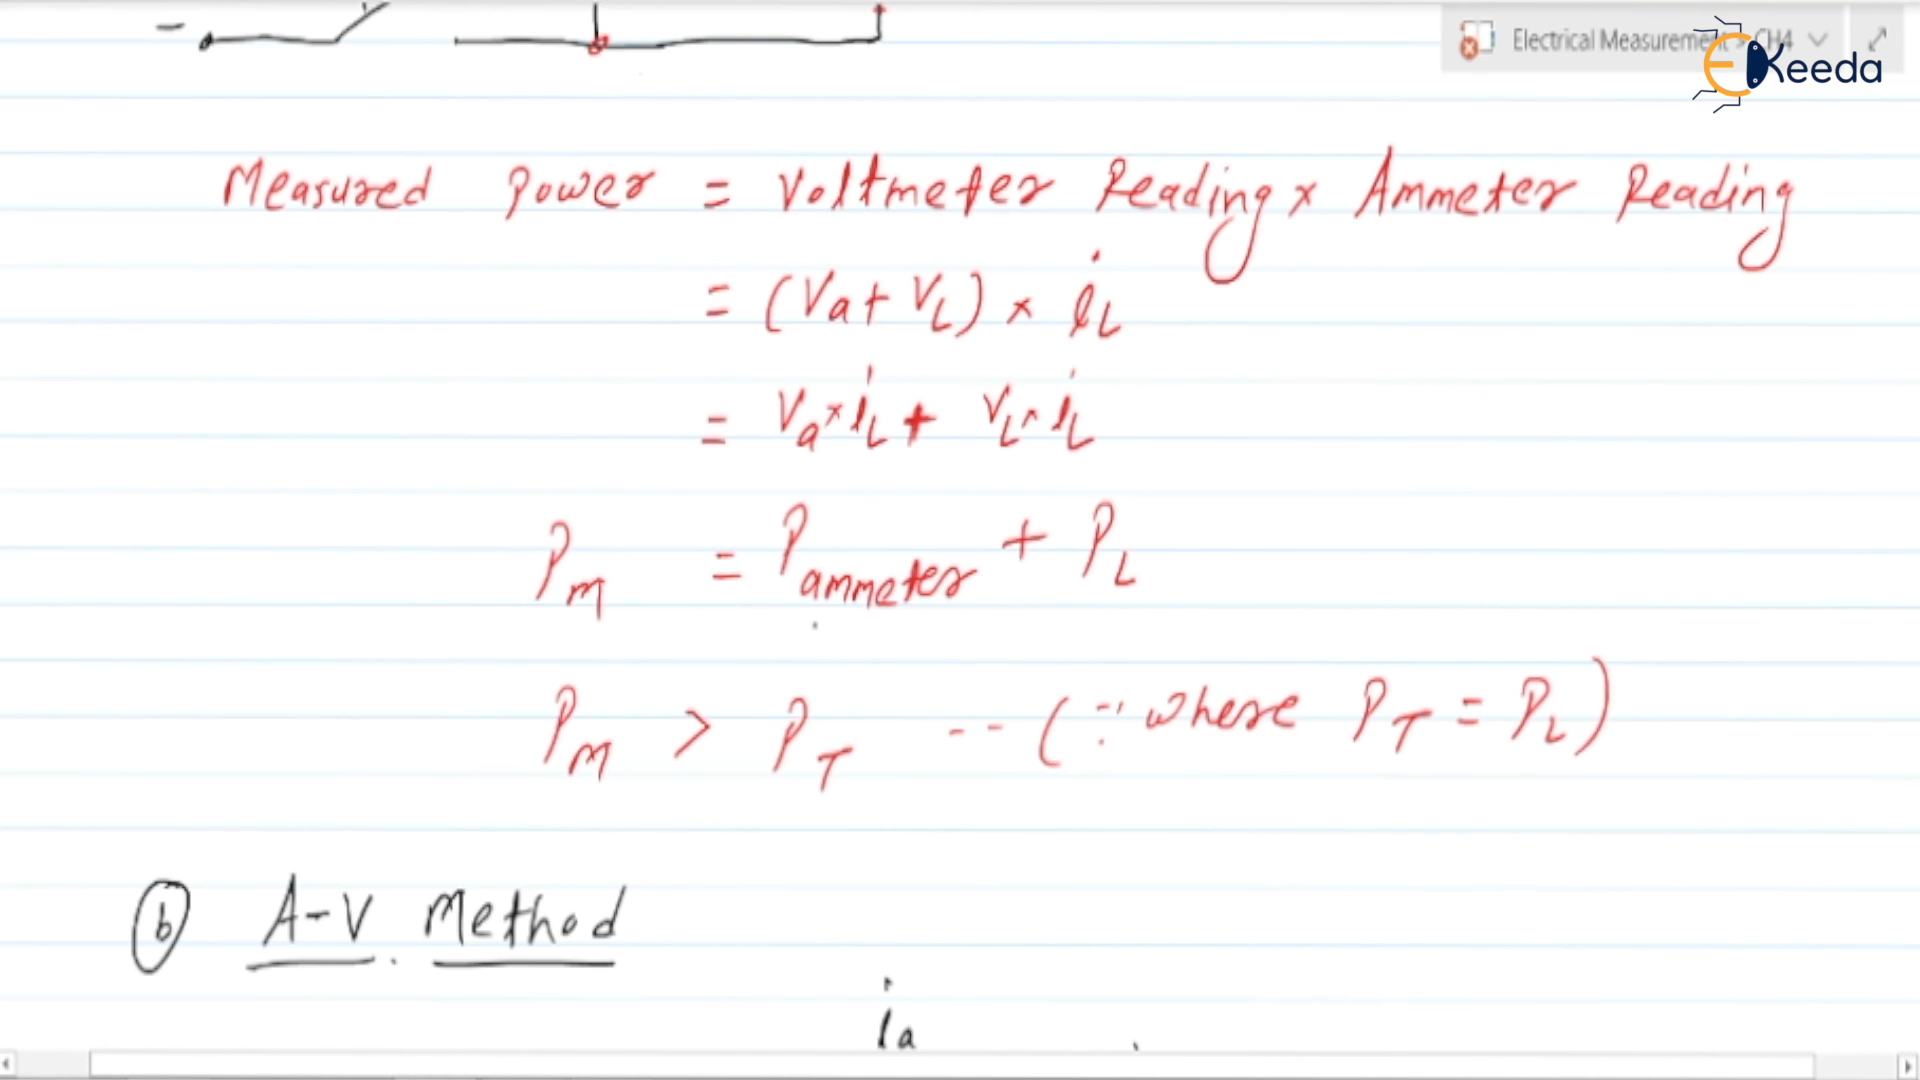 Electrical Measurement > CH4
EKeeda
Measured Power = Voltmeter Reading × Ammeter Reading
= (Va + VL) × iL
= Va × iL + VL × iL
PM = Pammeter + PL
PM > PT -- (∵ where PT = PL)
b A-V Method
ia